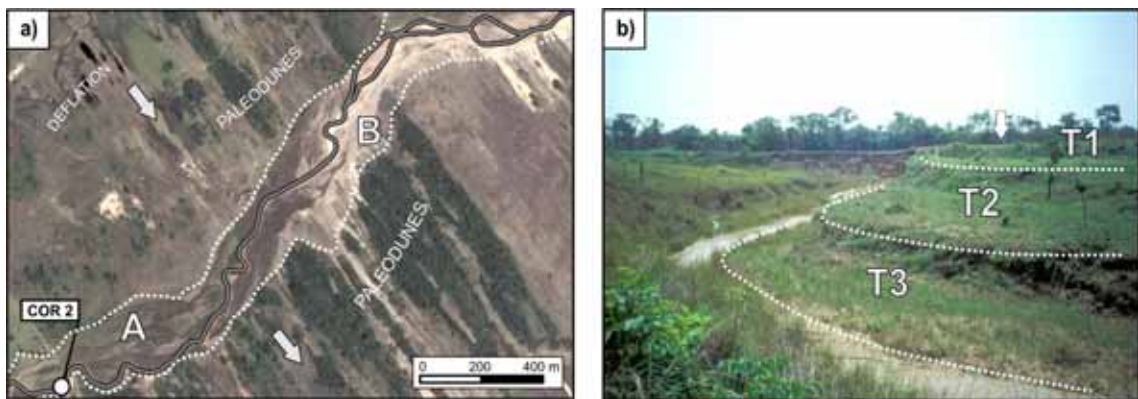 a)
DEFLATION
PALEODUNES
B
PALEODUNES
A
COR 2
0 200 400 m
b)
T1
T2
T3